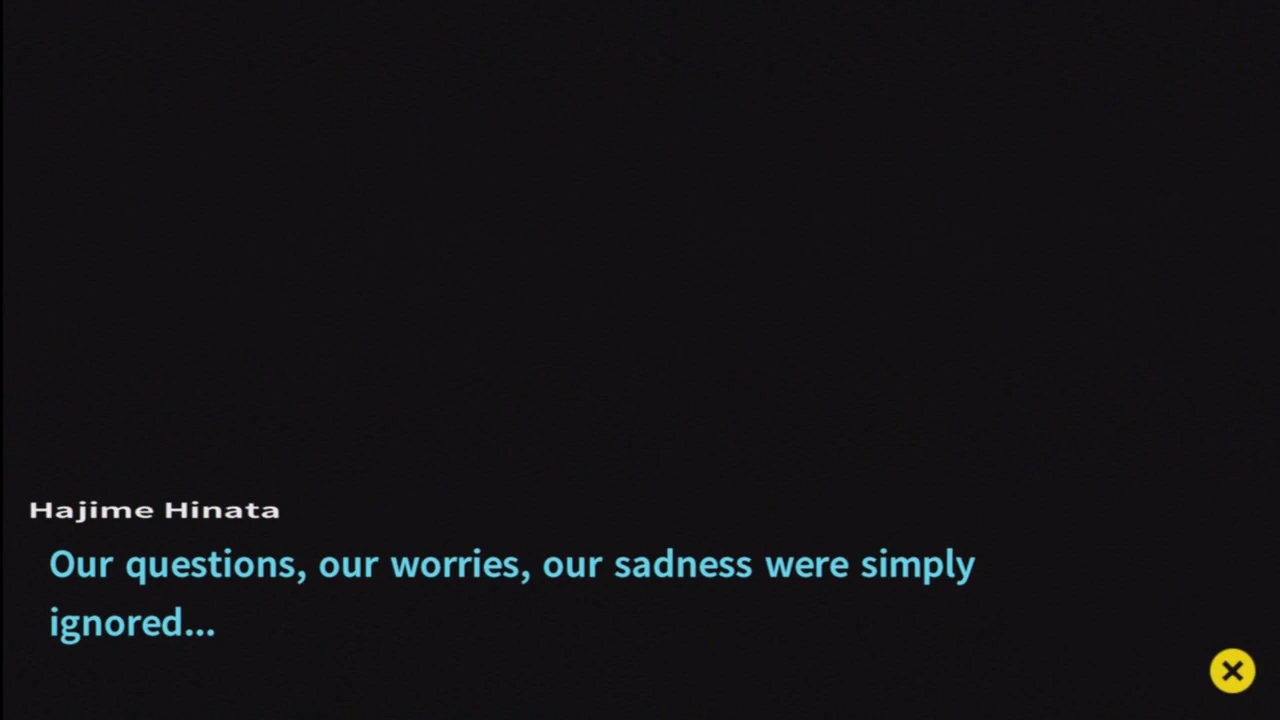 Hajime Hinata
Our questions, our worries, our sadness were simply
ignored...